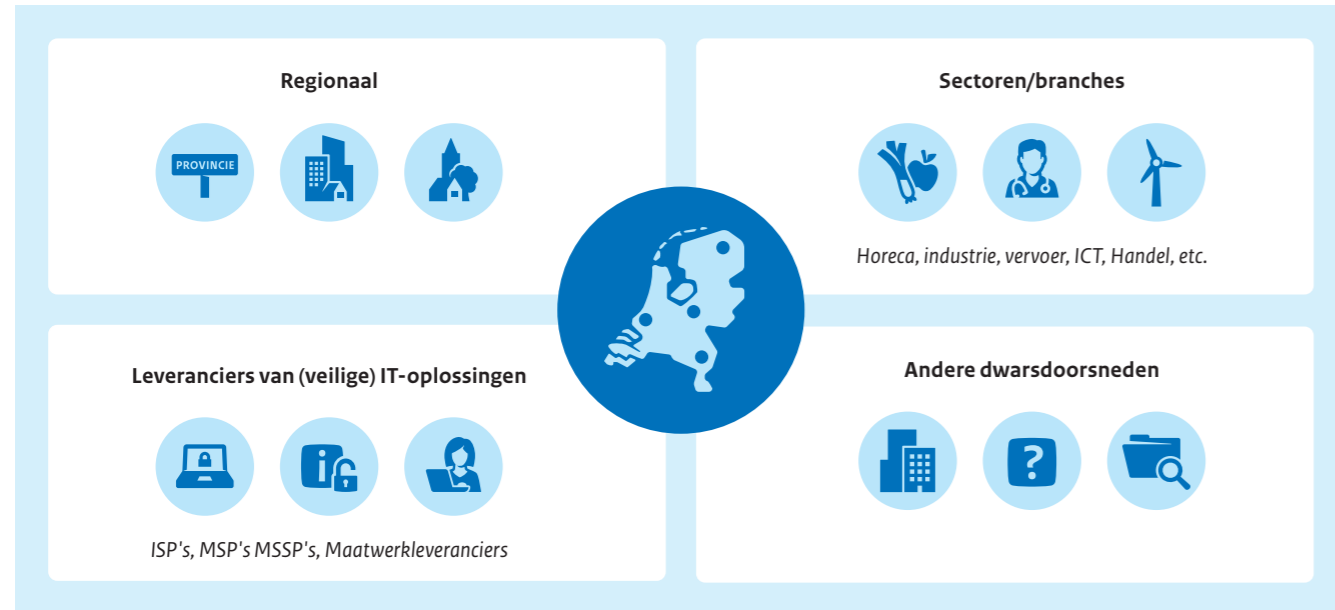 Regionaal
PROVINCIE
Sectoren/branches
Horeca, industrie, vervoer, ICT, Handel, etc.
Leveranciers van (veilige) IT-oplossingen
ISP's, MSP's MSSP's, Maatwerkleveranciers
Andere dwarsdoorsneden
?